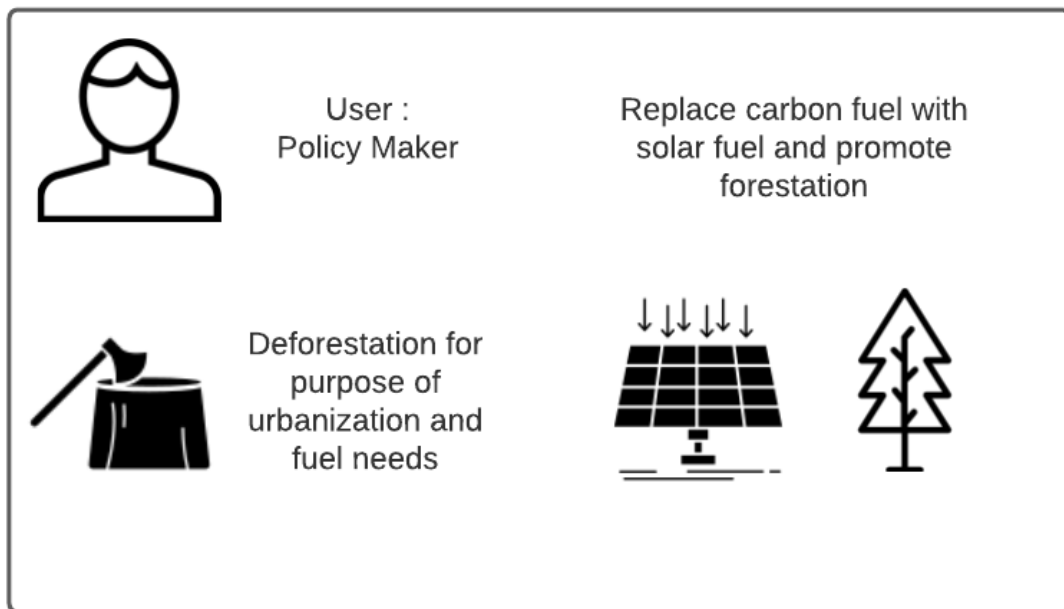 User :
Policy Maker
Replace carbon fuel with
solar fuel and promote
forestation
Deforestation for
purpose of
urbanization and
fuel needs